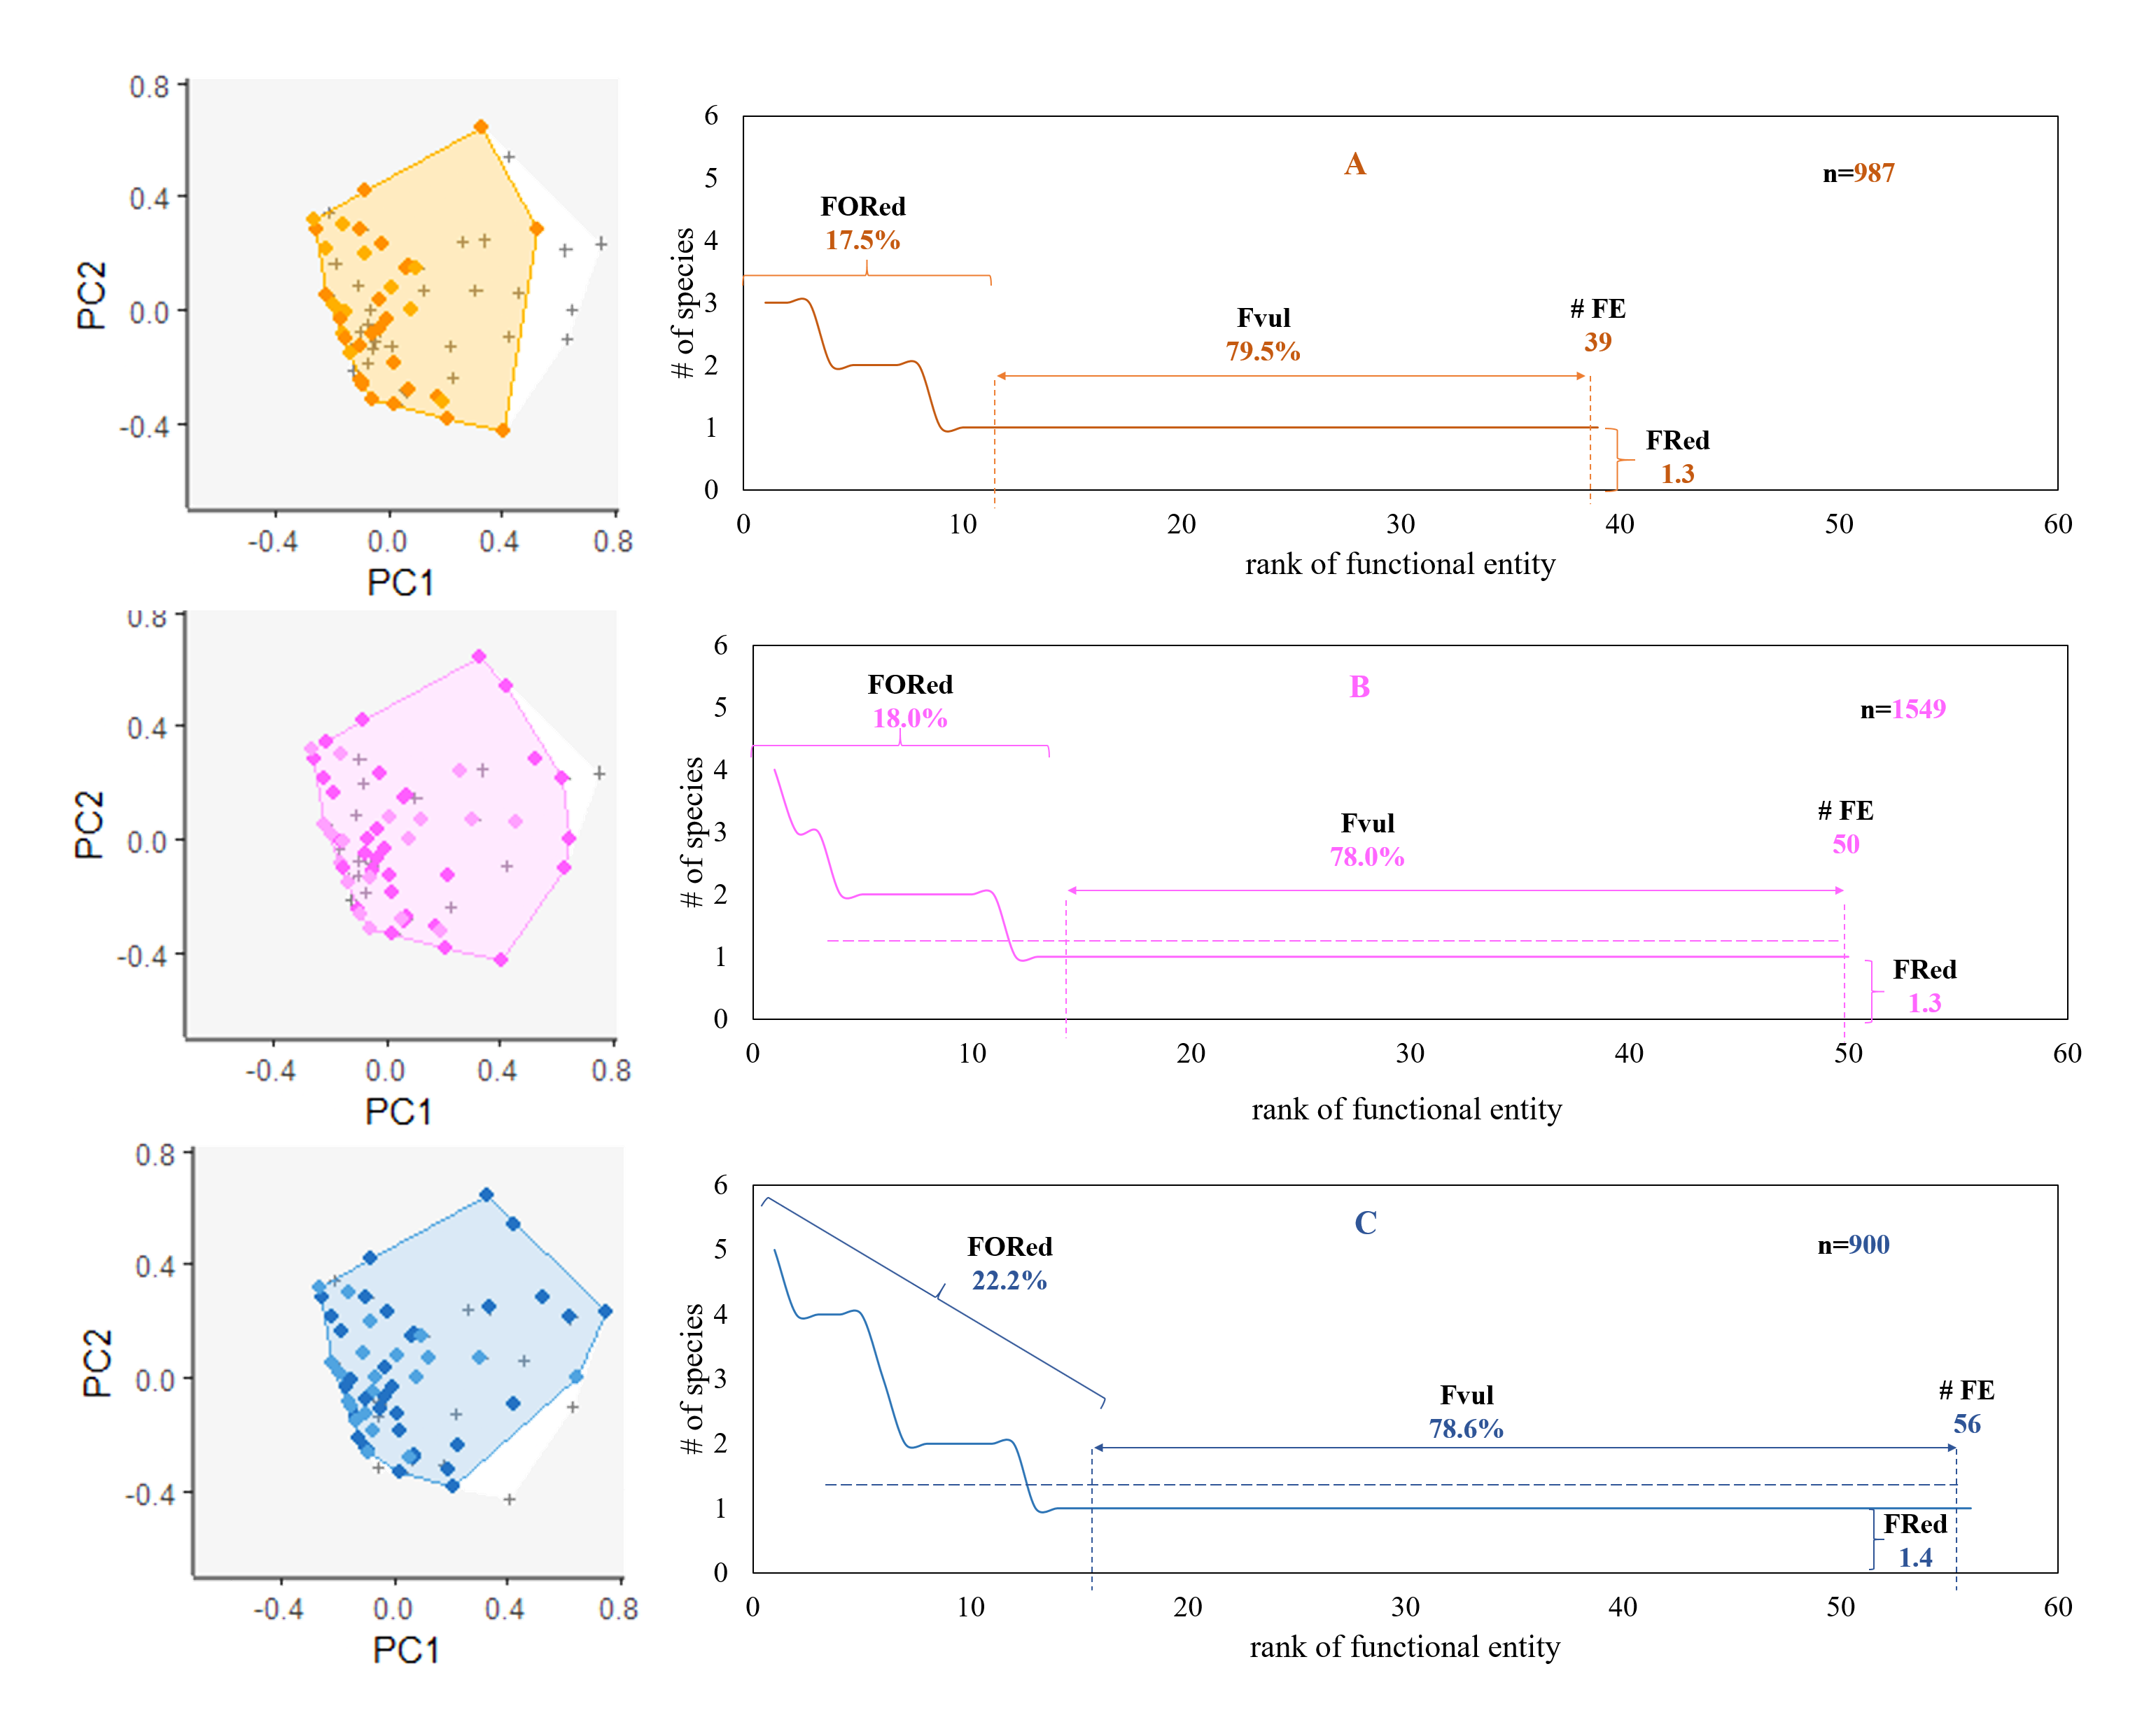 0.8
0.4
0.0
-0.4
PC2
-0.4 0.0 0.4 0.8
PC1
6
5
4
3
2
1
0
# of species
A
n=987
FORed
17.5%
Fvul
79.5%
# FE
39
FRed
1.3
0 10 20 30 40 50 60
rank of functional entity
0.8
0.4
0.0
-0.4
PC2
-0.4 0.0 0.4 0.8
PC1
6
5
4
3
2
1
0
# of species
B
n=1549
FORed
18.0%
Fvul
78.0%
# FE
50
FRed
1.3
0 10 20 30 40 50 60
rank of functional entity
0.8
0.4
0.0
-0.4
PC2
-0.4 0.0 0.4 0.8
PC1
6
5
4
3
2
1
0
# of species
C
n=900
FORed
22.2%
Fvul
78.6%
# FE
56
FRed
1.4
0 10 20 30 40 50 60
rank of functional entity